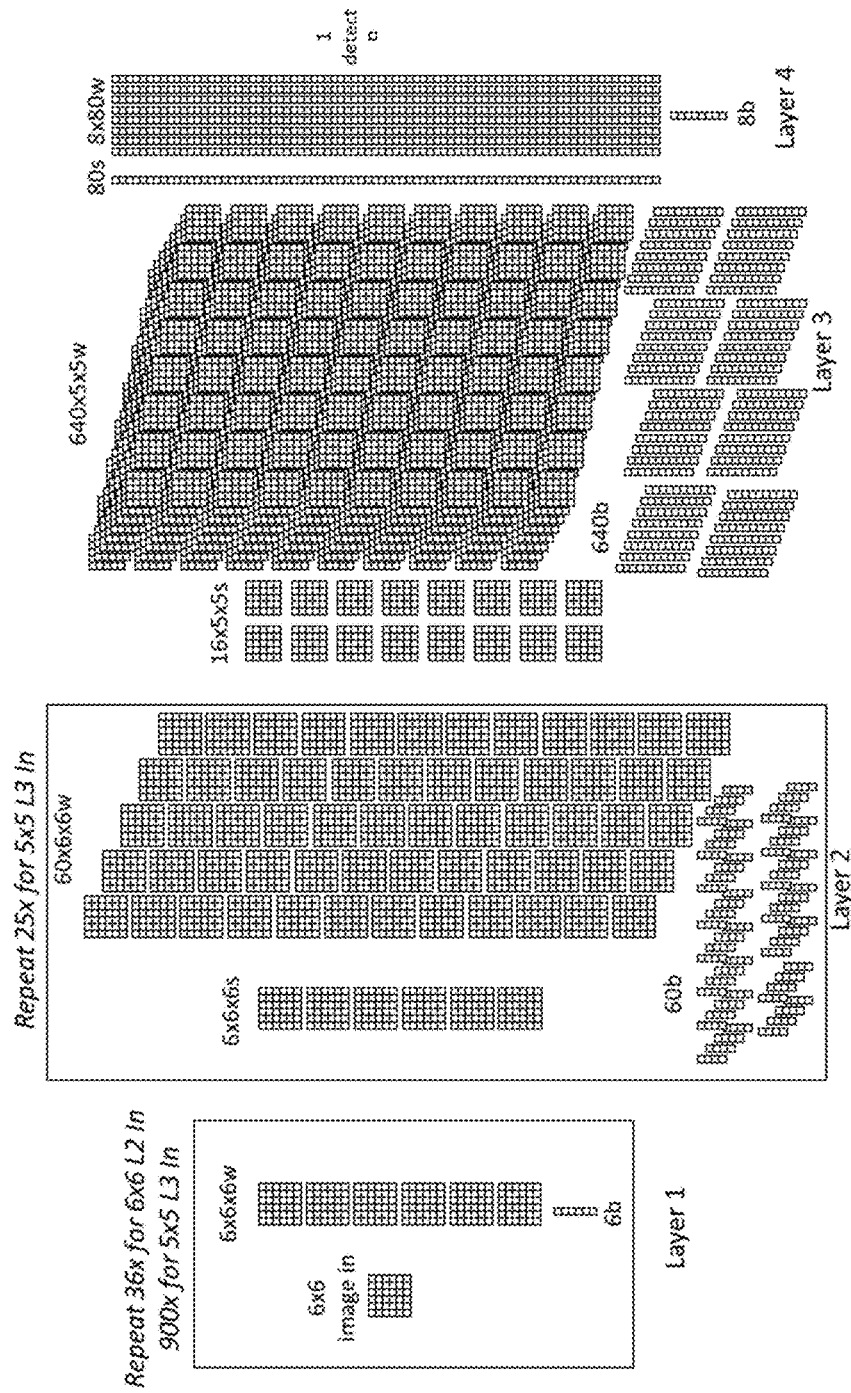 Repeat 36x for 6x6 L2 In
900x for 5x5 L3 In
6x6
image in
6x6x6w
6b
Layer 1
Repeat 25x for 5x5 L3 In
6x6x6s
60x6x6w
60b
Layer 2
16x5x5s
640x5x5w
640b
Layer 3
80s
8x80w
8b
Layer 4
1
detect